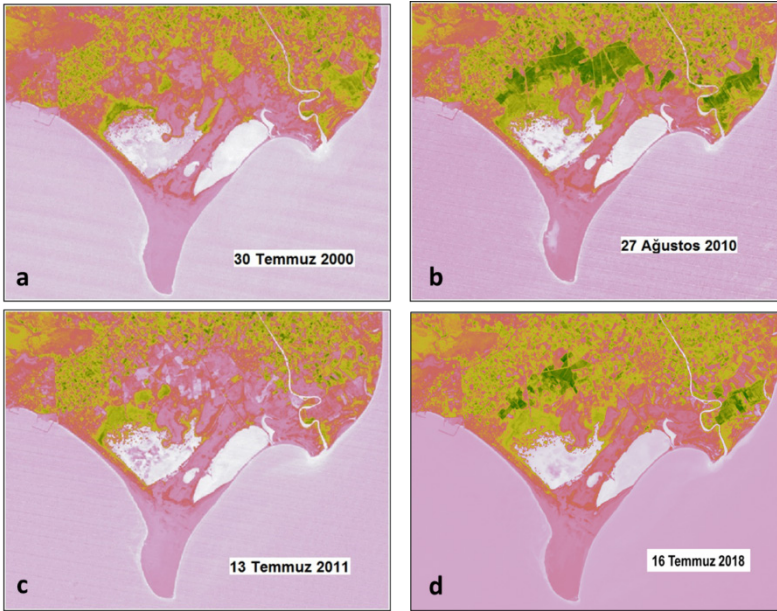 a
30 Temmuz 2000
b
27 Ağustos 2010
c
13 Temmuz 2011
d
16 Temmuz 2018